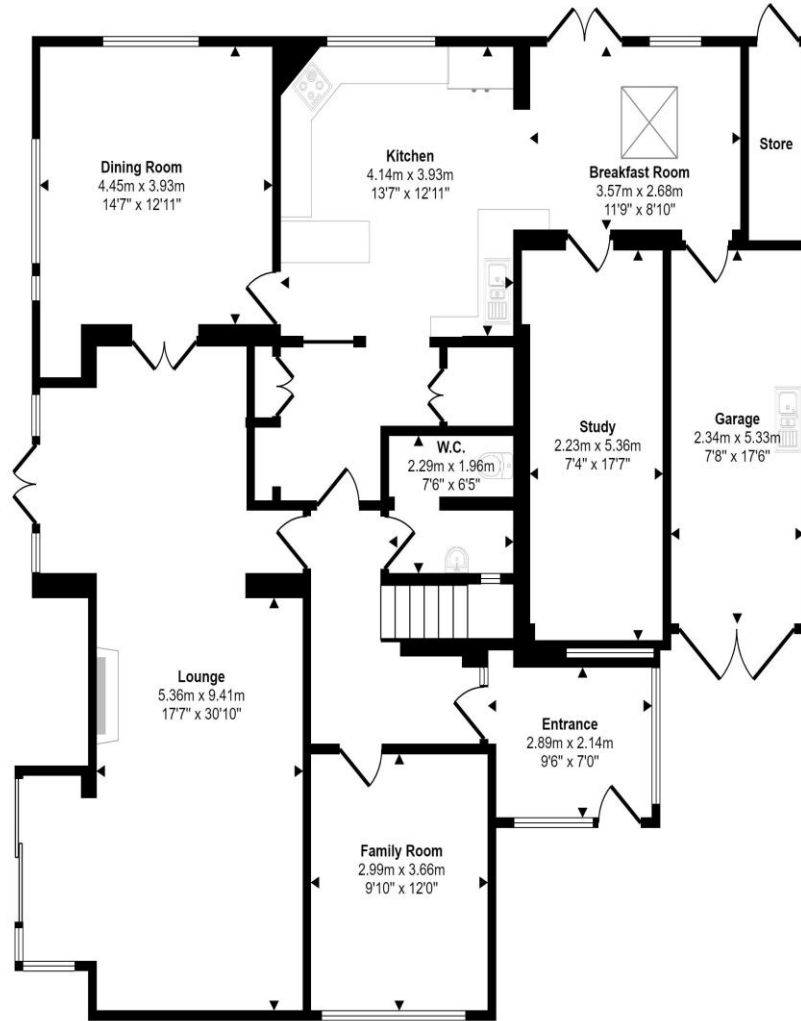 Dining Room
4.45m x 3.93m
14'7" x 12'11"
Kitchen
4.14m x 3.93m
13'7" x 12'11"
Breakfast Room
3.57m x 2.68m
11'9" x 8'10"
Store
W.C.
2.29m x 1.96m
7'6" x 6'5"
Study
2.23m x 5.36m
7'4" x 17'7"
Garage
2.34m x 5.33m
7'8" x 17'6"
Lounge
5.36m x 9.41m
17'7" x 30'10"
Entrance
2.89m x 2.14m
9'6" x 7'0"
Family Room
2.99m x 3.66m
9'10" x 12'0"